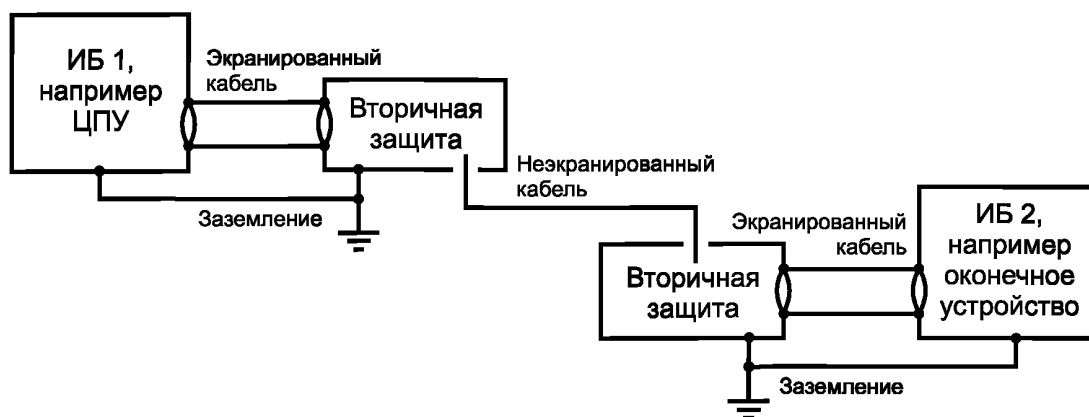 ИБ 1,
например
ЦПУ
Экранированный
кабель
Вторичная
защита
Заземление
Неэкранированный
кабель
Экранированный
кабель
Вторичная
защита
ИБ 2,
например
оконечное
устройство
Заземление